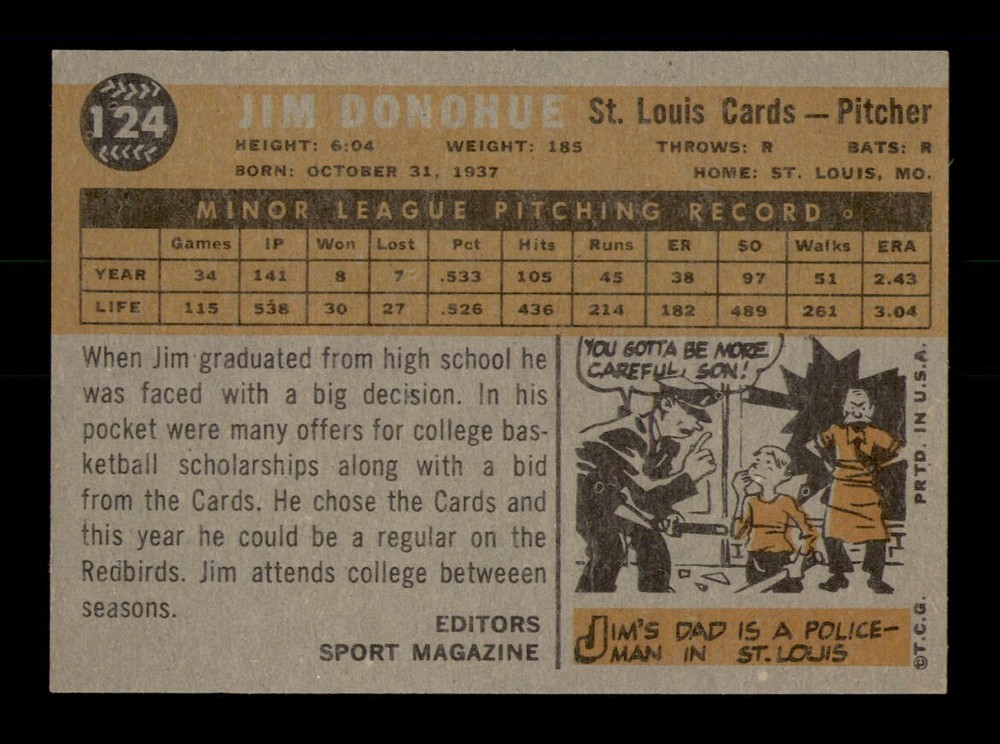 124
JIM DONOHUE St. Louis Cards — Pitcher
HEIGHT: 6:04 WEIGHT: 185 THROWS: R BATS: R
BORN: OCTOBER 31, 1937 HOME: ST. LOUIS, MO.
MINOR LEAGUE PITCHING RECORD
Games IP Won Lost Pct Hits Runs ER SO Walks ERA
YEAR 34 141 8 7 .533 105 45 38 97 51 2.43
LIFE 115 538 30 27 .526 436 214 182 489 261 3.04
When Jim graduated from high school he
was faced with a big decision. In his
pocket were many offers for college bas-
ketball scholarships along with a bid
from the Cards. He chose the Cards and
this year he could be a regular on the
Redbirds. Jim attends college betweeen
seasons.
EDITORS
SPORT MAGAZINE
YOU GOTTA BE MORE
CAREFUL, SON!
JIM'S DAD IS A POLICE-
MAN IN ST. LOUIS
©T.C.G. PRTD. IN U.S.A.